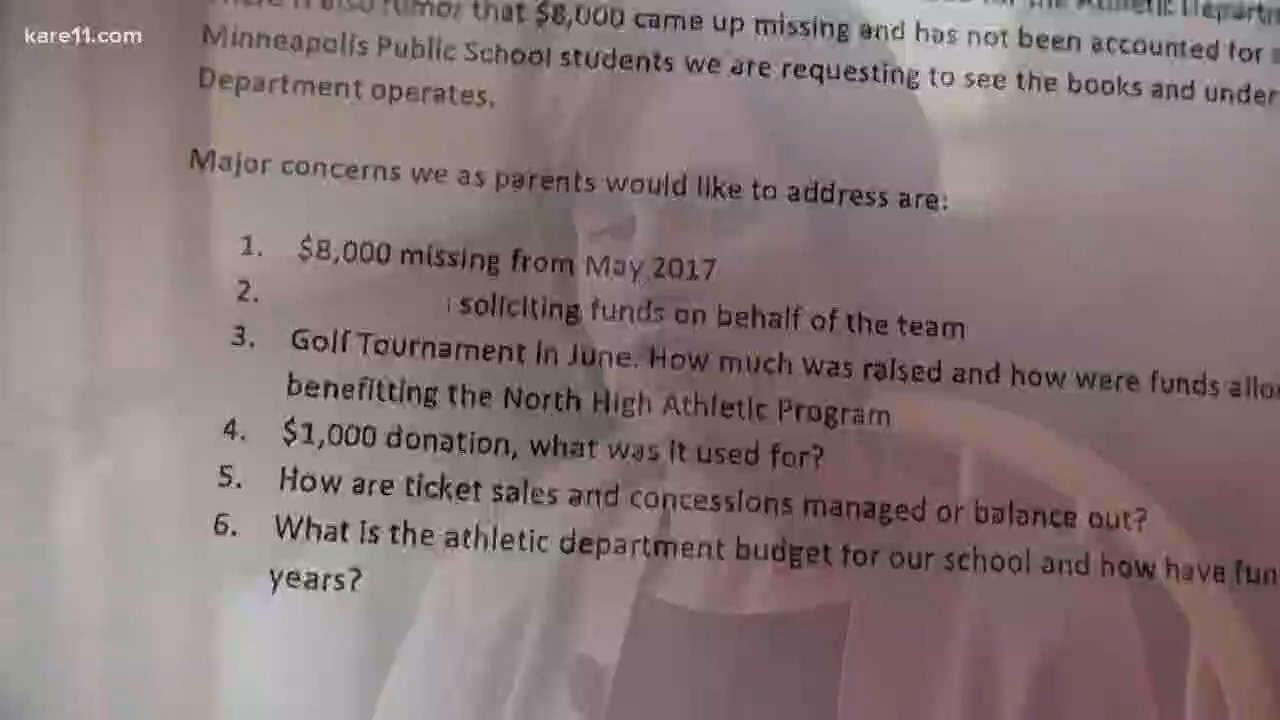 kare11.com
rumor that $8,000 came up missing and has not been accounted for
Minneapolis Public School students we are requesting to see the books and under
Department operates.
Major concerns we as parents would like to address are:
1. $8,000 missing from May 2017
2. soliciting funds on behalf of the team
3. Golf Tournament in June. How much was raised and how were funds allo
benefitting the North High Athletic Program
4. $1,000 donation, what was it used for?
5. How are ticket sales and concessions managed or balance out?
6. What is the athletic department budget for our school and how have fun
years?